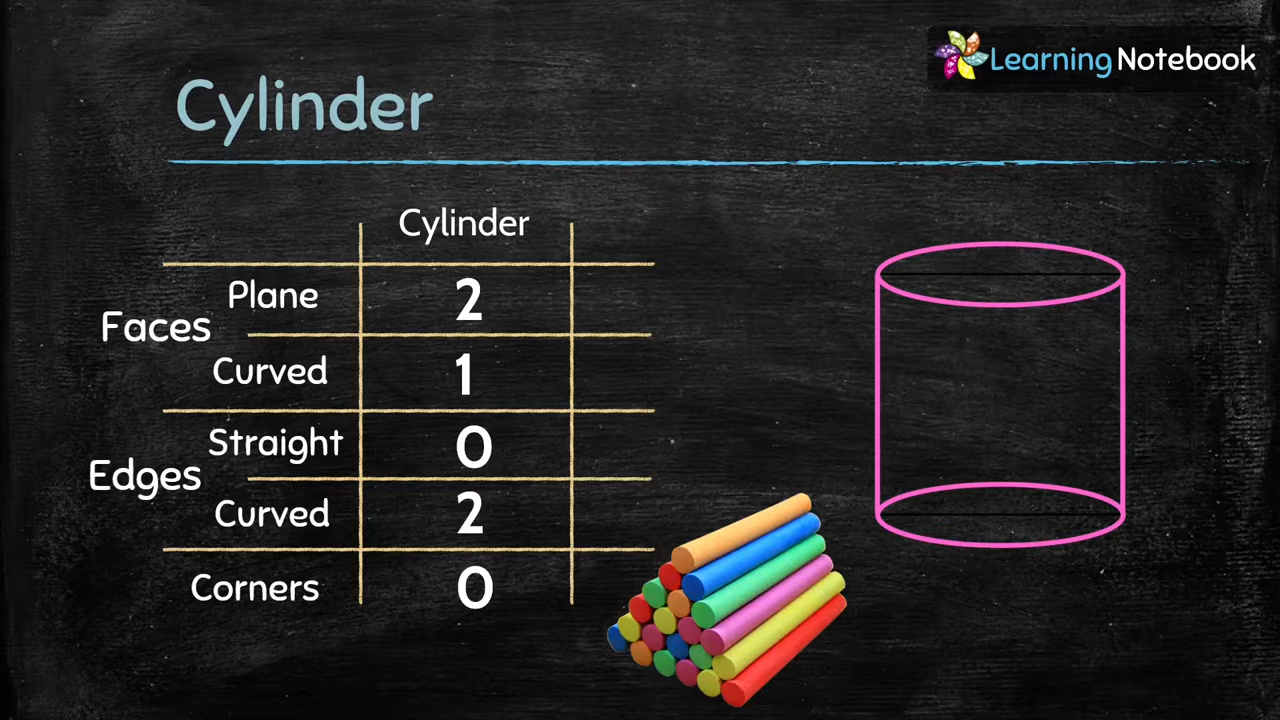 Learning Notebook
Cylinder
Cylinder
Faces
Plane 2
Curved 1
Edges
Straight 0
Curved 2
Corners 0